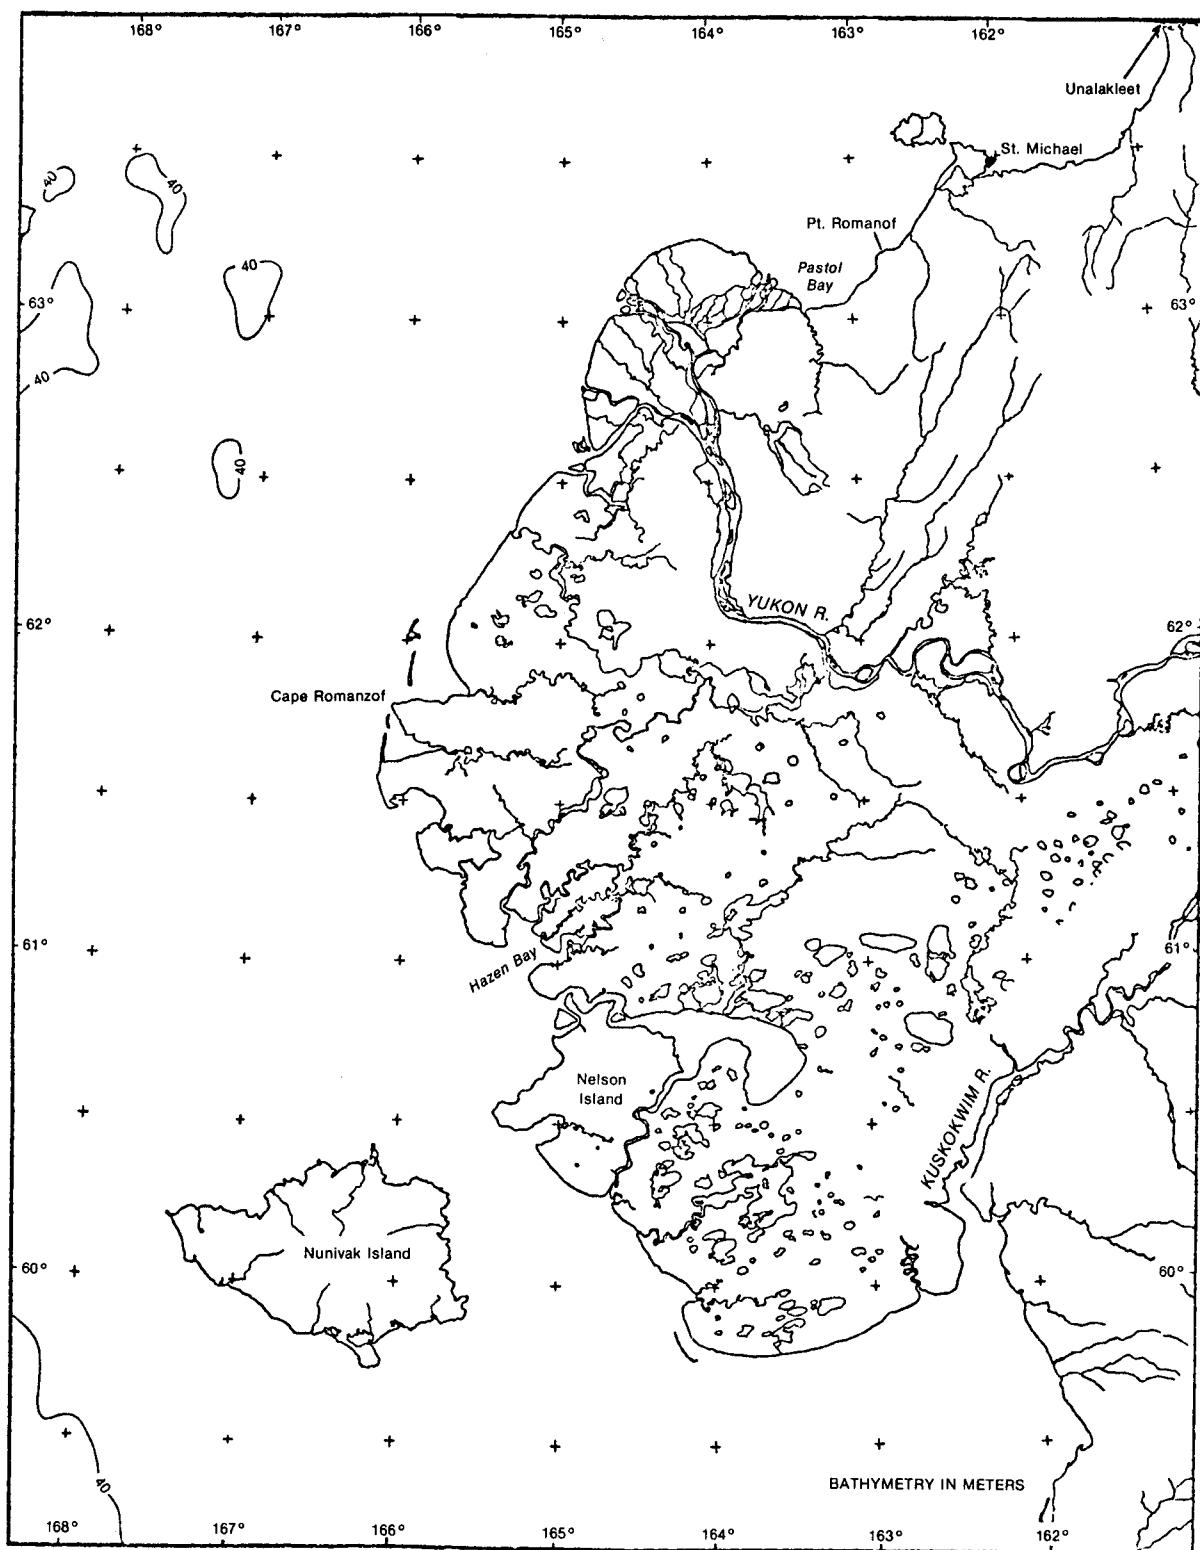 168° 167° 166° 165° 164° 163° 162°
Unalakleet
St. Michael
40
40
Pt. Romanof
Pastol
Bay
40
63°
63°
40
40
YUKON R.
62°
62°
Cape Romanzof
61°
61°
Hazen Bay
Nelson
Island
KUSKOKWIM R.
Nunivak Island
60°
60°
40
BATHYMETRY IN METERS
168° 167° 166° 165° 164° 163° 162°